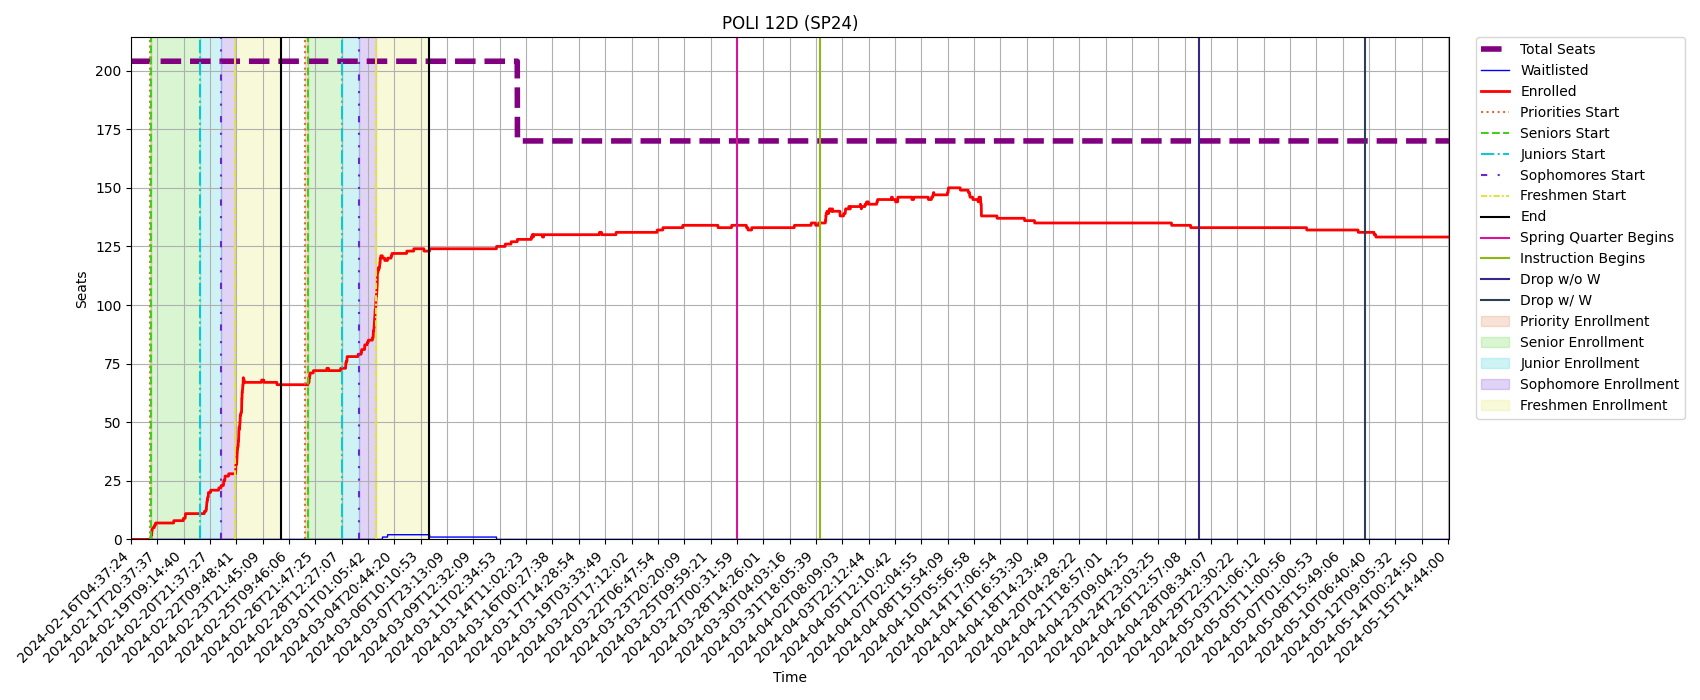 POLI 12D (SP24)
Total Seats
Waitlisted
Enrolled
Priorities Start
Seniors Start
Juniors Start
Sophomores Start
Freshmen Start
End
Spring Quarter Begins
Instruction Begins
Drop w/o W
Drop w/ W
Priority Enrollment
Senior Enrollment
Junior Enrollment
Sophomore Enrollment
Freshmen Enrollment
Seats
200
175
150
125
100
75
50
25
0
2024-02-16T04:37:24
2024-02-17T20:37:37
2024-02-19T09:14:40
2024-02-20T21:37:27
2024-02-22T09:48:41
2024-02-23T21:45:09
2024-02-25T09:46:06
2024-02-26T21:47:25
2024-02-28T12:27:07
2024-03-01T01:05:42
2024-03-04T20:44:20
2024-03-06T10:10:53
2024-03-07T23:13:09
2024-03-09T12:32:09
2024-03-11T02:34:53
2024-03-14T11:02:23
2024-03-16T00:27:38
2024-03-17T14:28:54
2024-03-19T03:33:49
2024-03-20T17:12:02
2024-03-22T06:47:54
2024-03-23T20:20:09
2024-03-25T09:59:21
2024-03-27T00:31:59
2024-03-28T14:26:01
2024-03-30T04:03:16
2024-03-31T18:05:39
2024-04-02T08:09:03
2024-04-03T22:12:44
2024-04-05T12:10:42
2024-04-07T02:04:55
2024-04-08T15:54:09
2024-04-10T05:56:58
2024-04-14T17:06:54
2024-04-16T16:53:30
2024-04-18T14:23:49
2024-04-20T04:28:22
2024-04-21T18:57:01
2024-04-23T09:04:25
2024-04-24T23:03:25
2024-04-26T12:57:08
2024-04-28T08:34:07
2024-04-29T22:30:22
2024-05-03T21:06:12
2024-05-05T11:00:56
2024-05-07T01:00:53
2024-05-08T15:49:06
2024-05-10T06:40:40
2024-05-12T09:05:32
2024-05-14T00:24:50
2024-05-15T14:44:00
Time